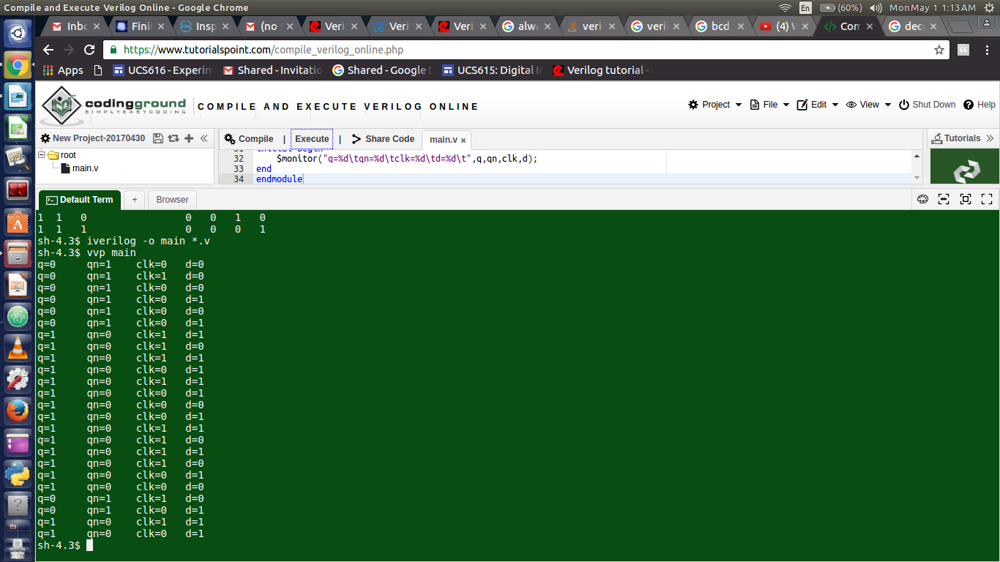 Compile and Execute Verilog Online - Google Chrome En (60%) Mon May 1 1:13 AM
Inbo Finit Insp (no Veri Veri Veri alwa veril veril bcd (4) Com deco
https://www.tutorialspoint.com/compile_verilog_online.php
Apps UCS616 - Experim Shared - Invitatio Shared - Google UCS615: Digital Verilog tutorial -
codingground COMPILE AND EXECUTE VERILOG ONLINE Project File Edit View Shut Down Help
SIMPLYEASYCODING
New Project-20170430 Compile | Execute | Share Code main.v x Tutorials
root
main.v
31 initial begin
32 $monitor("q=%d\tqn=%d\tclk=%d\td=%d\t",q,qn,clk,d);
33 end
34 endmodule
Default Term + Browser
1 1 0 0 0 1 0
1 1 1 0 0 0 1
sh-4.3$ iverilog -o main *.v
sh-4.3$ vvp main
q=0 qn=1 clk=0 d=0
q=0 qn=1 clk=1 d=0
q=0 qn=1 clk=0 d=0
q=0 qn=1 clk=0 d=1
q=0 qn=1 clk=0 d=0
q=0 qn=1 clk=0 d=1
q=1 qn=0 clk=1 d=1
q=1 qn=0 clk=1 d=0
q=1 qn=0 clk=1 d=1
q=1 qn=0 clk=0 d=1
q=1 qn=0 clk=1 d=1
q=1 qn=0 clk=0 d=1
q=1 qn=0 clk=0 d=0
q=1 qn=0 clk=0 d=1
q=1 qn=0 clk=1 d=1
q=1 qn=0 clk=1 d=0
q=1 qn=0 clk=1 d=1
q=1 qn=0 clk=1 d=0
q=1 qn=0 clk=0 d=1
q=1 qn=0 clk=0 d=0
q=0 qn=1 clk=1 d=0
q=0 qn=1 clk=0 d=1
q=1 qn=0 clk=1 d=1
q=1 qn=0 clk=0 d=1
sh-4.3$